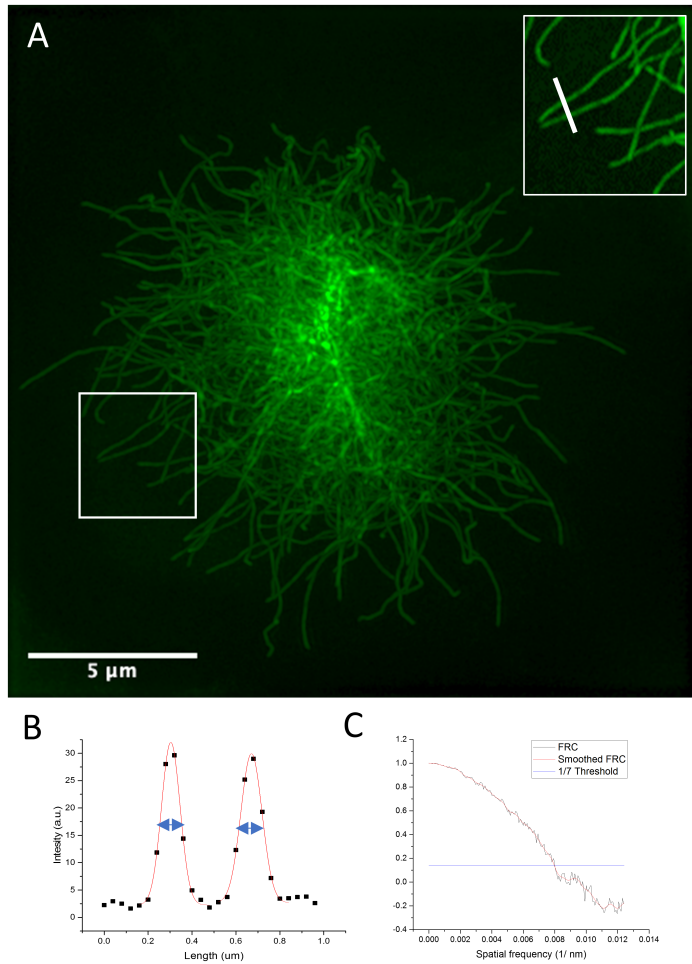 A
5 µm
B
Intesity (a.u.)
30
25
20
15
10
5
0
0.0 0.2 0.4 0.6 0.8 1.0
Length (um)
C
1.2
1.0
0.8
0.6
0.4
0.2
0.0
-0.2
-0.4
FRC
Smoothed FRC
1/7 Threshold
0.000 0.002 0.004 0.006 0.008 0.010 0.012 0.014
Spatial frequency (1/ nm)